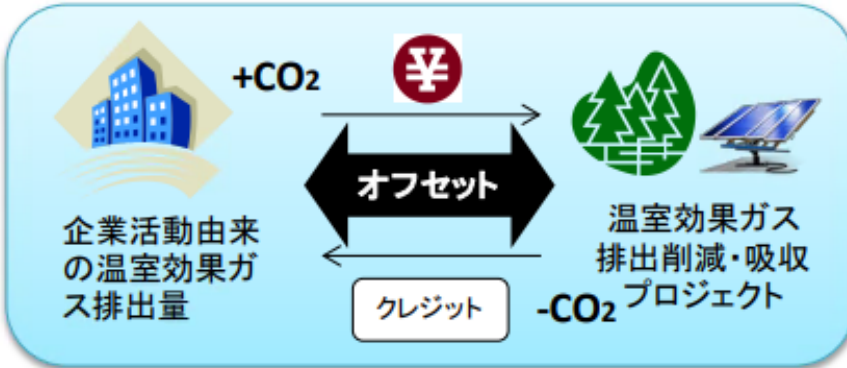 +CO₂
¥
オフセット
企業活動由来
の温室効果ガ
ス排出量
温室効果ガス
排出削減・吸収
プロジェクト
クレジット
-CO₂